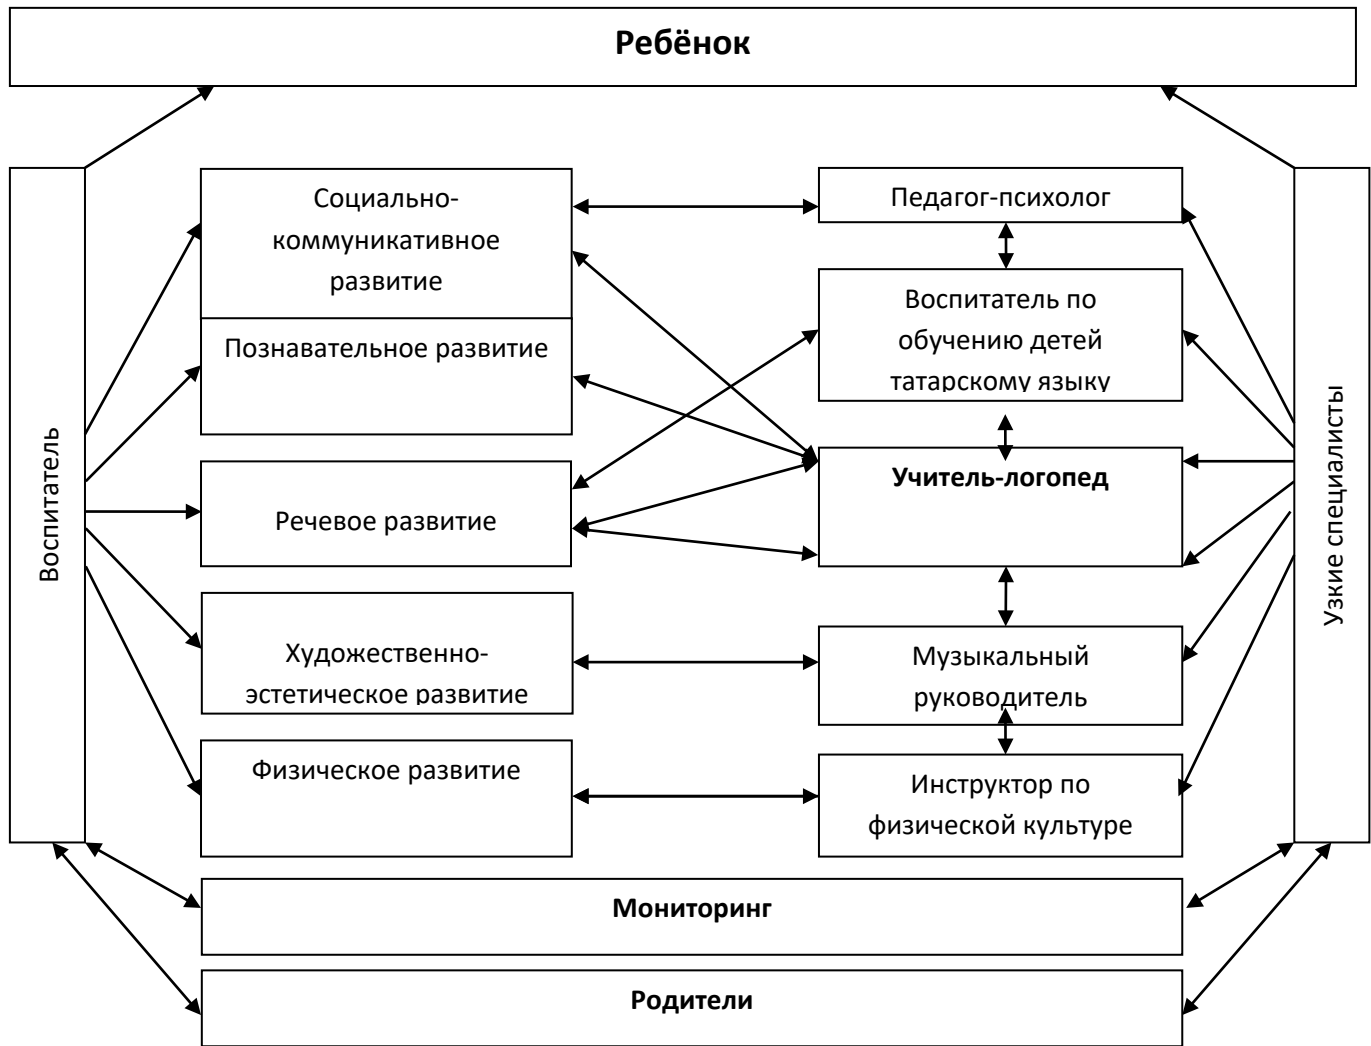 Ребёнок
Воспитатель
Социально-
коммуникативное
развитие
Познавательное развитие
Речевое развитие
Художественно-
эстетическое развитие
Физическое развитие
Педагог-психолог
Воспитатель по
обучению детей
татарскому языку
Учитель-логопед
Музыкальный
руководитель
Инструктор по
физической культуре
Узкие специалисты
Мониторинг
Родители